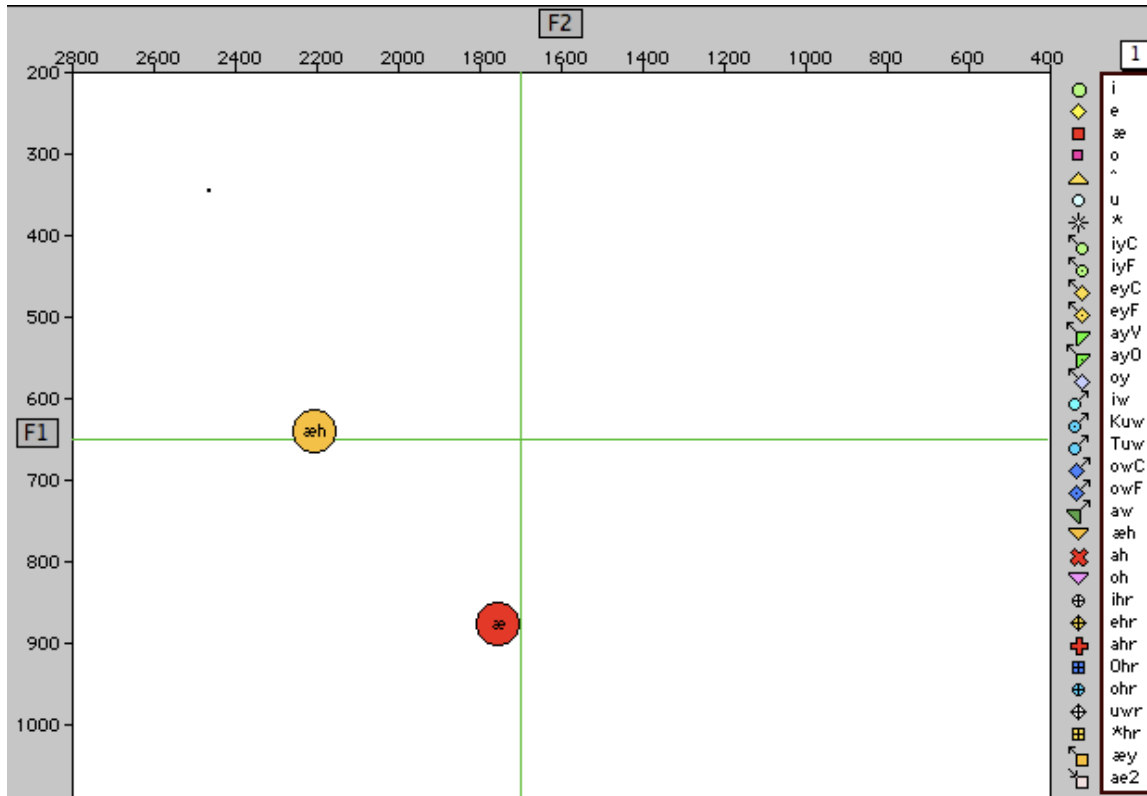 F2
2800 2600 2400 2200 2000 1800 1600 1400 1200 1000 800 600 400
1
200
300
400
500
600
F1
700
800
900
1000
æh
æ
i
e
æ
o
^
u
*
iyC
iyF
eyC
eyF
ayV
ay0
oy
iw
Kuw
Tuw
owC
owF
aw
æh
ah
oh
ihr
ehr
ahr
Ohr
ohr
uwr
*hr
æy
ae2